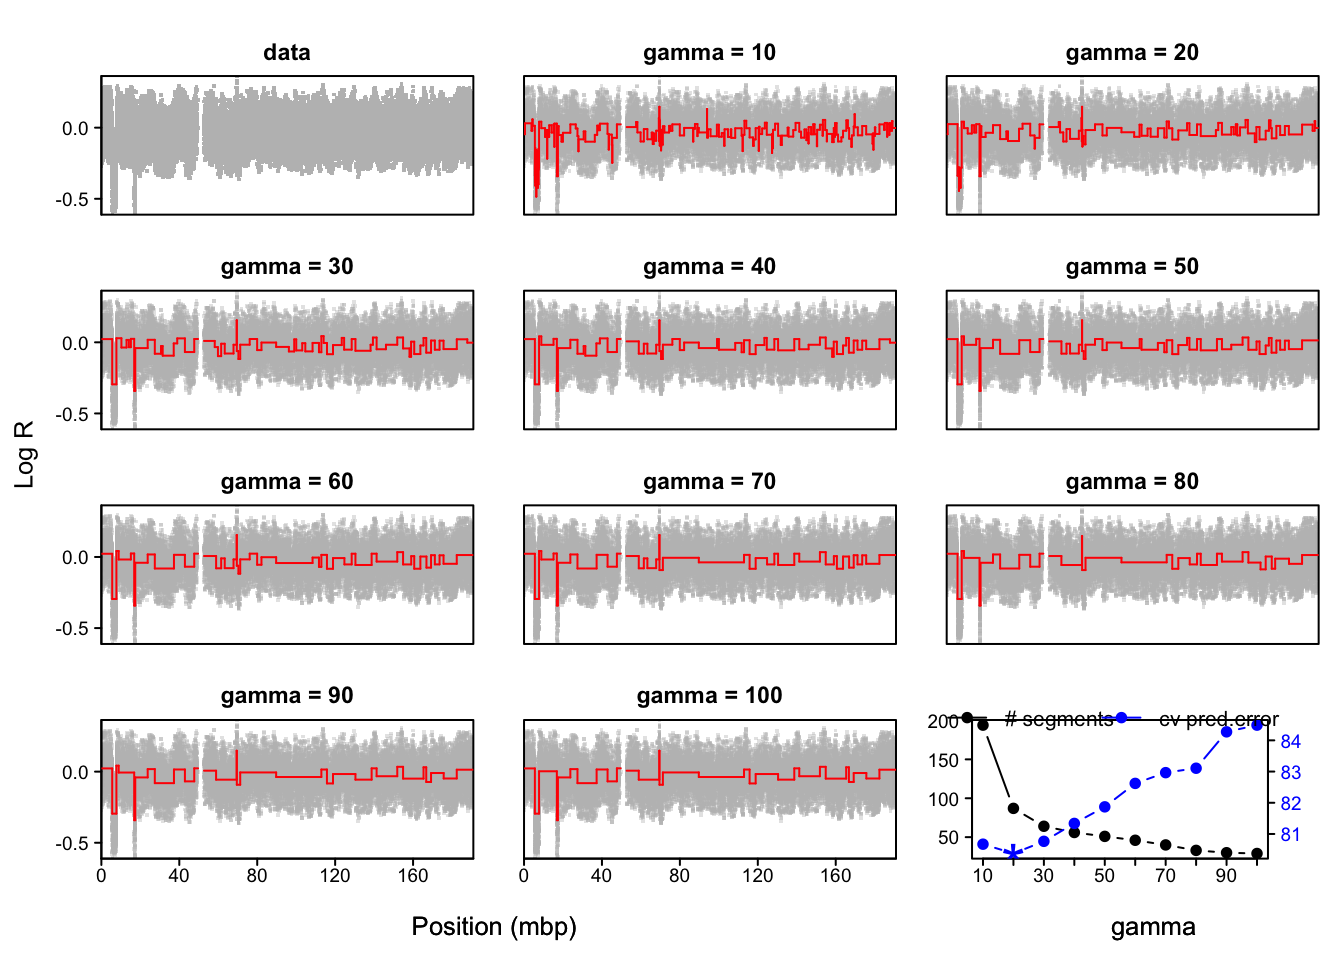 data
gamma = 10
gamma = 20
0.0
-0.5
gamma = 30
gamma = 40
gamma = 50
0.0
-0.5
Log R
gamma = 60
gamma = 70
gamma = 80
0.0
-0.5
gamma = 90
gamma = 100
# segments
cv pred.error
0.0
-0.5
200
150
100
50
84
83
82
81
0 40 80 120 160
0 40 80 120 160
10 30 50 70 90
Position (mbp)
gamma